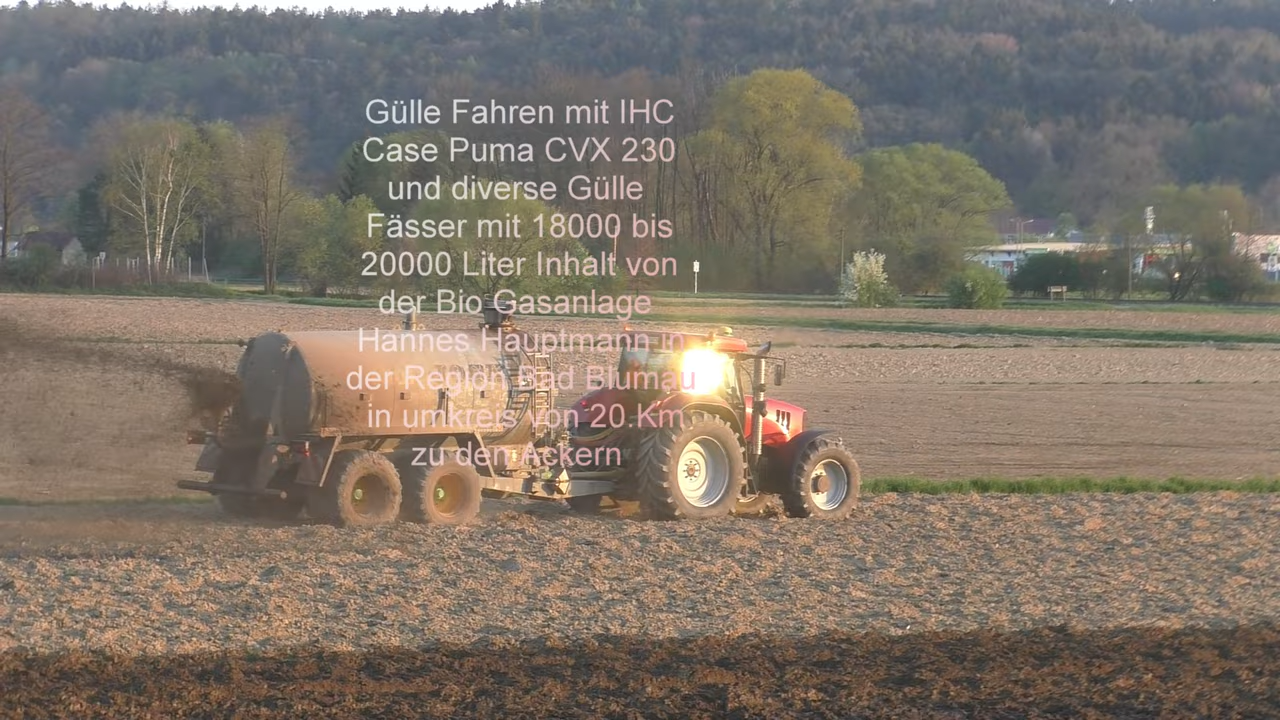 Gülle Fahren mit IHC
Case Puma CVX 230
und diverse Gülle
Fässer mit 18000 bis
20000 Liter Inhalt von
der Bio Gasanlage
Hannes Hauptmann in
der Region Bad Blumau
in umkreis von 20 Km
zu den Äckern